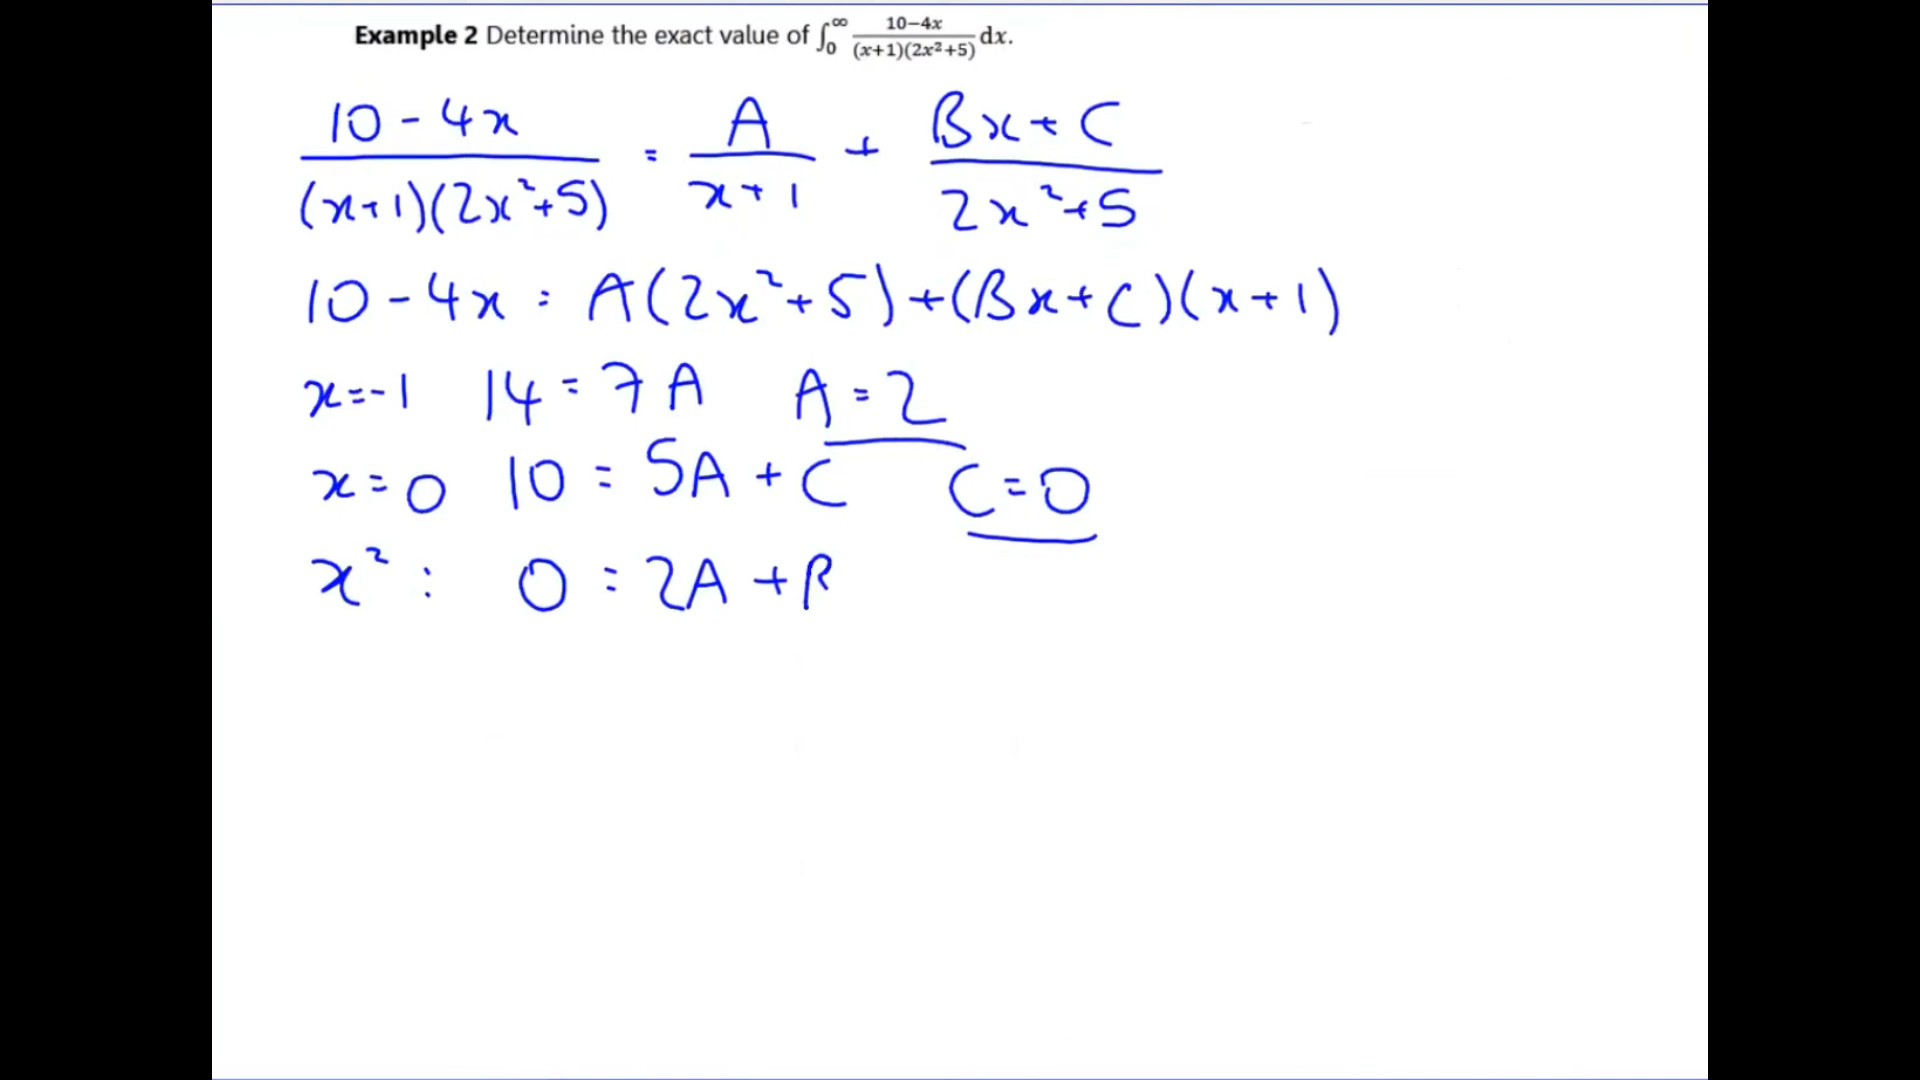 Example 2 Determine the exact value of ∫₀^∞ (10−4x)/((x+1)(2x²+5)) dx.
(10 - 4x)/((x+1)(2x²+5)) = A/(x+1) + (Bx+C)/(2x²+5)
10 - 4x = A(2x²+5)+(Bx+C)(x+1)
x=-1 14=7A A=2
x=0 10=5A+C C=0
x²: 0=2A+B